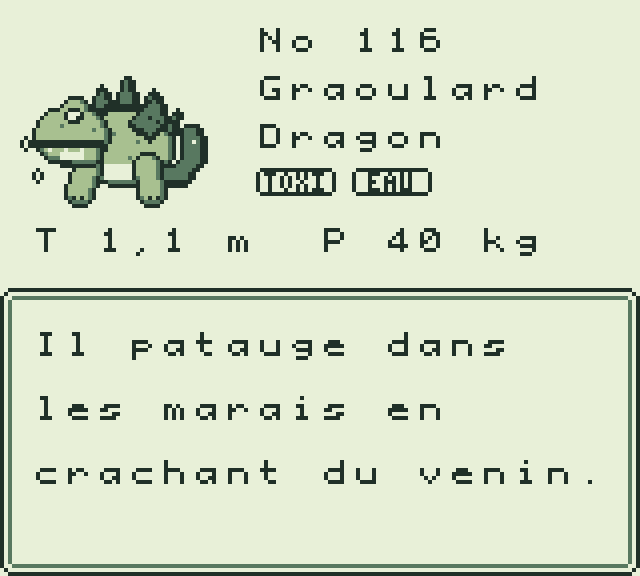 No 116
Graoulard
Dragon
TOXI EAU
T 1,1 m P 40 kg
Il patauge dans
les marais en
crachant du venin.